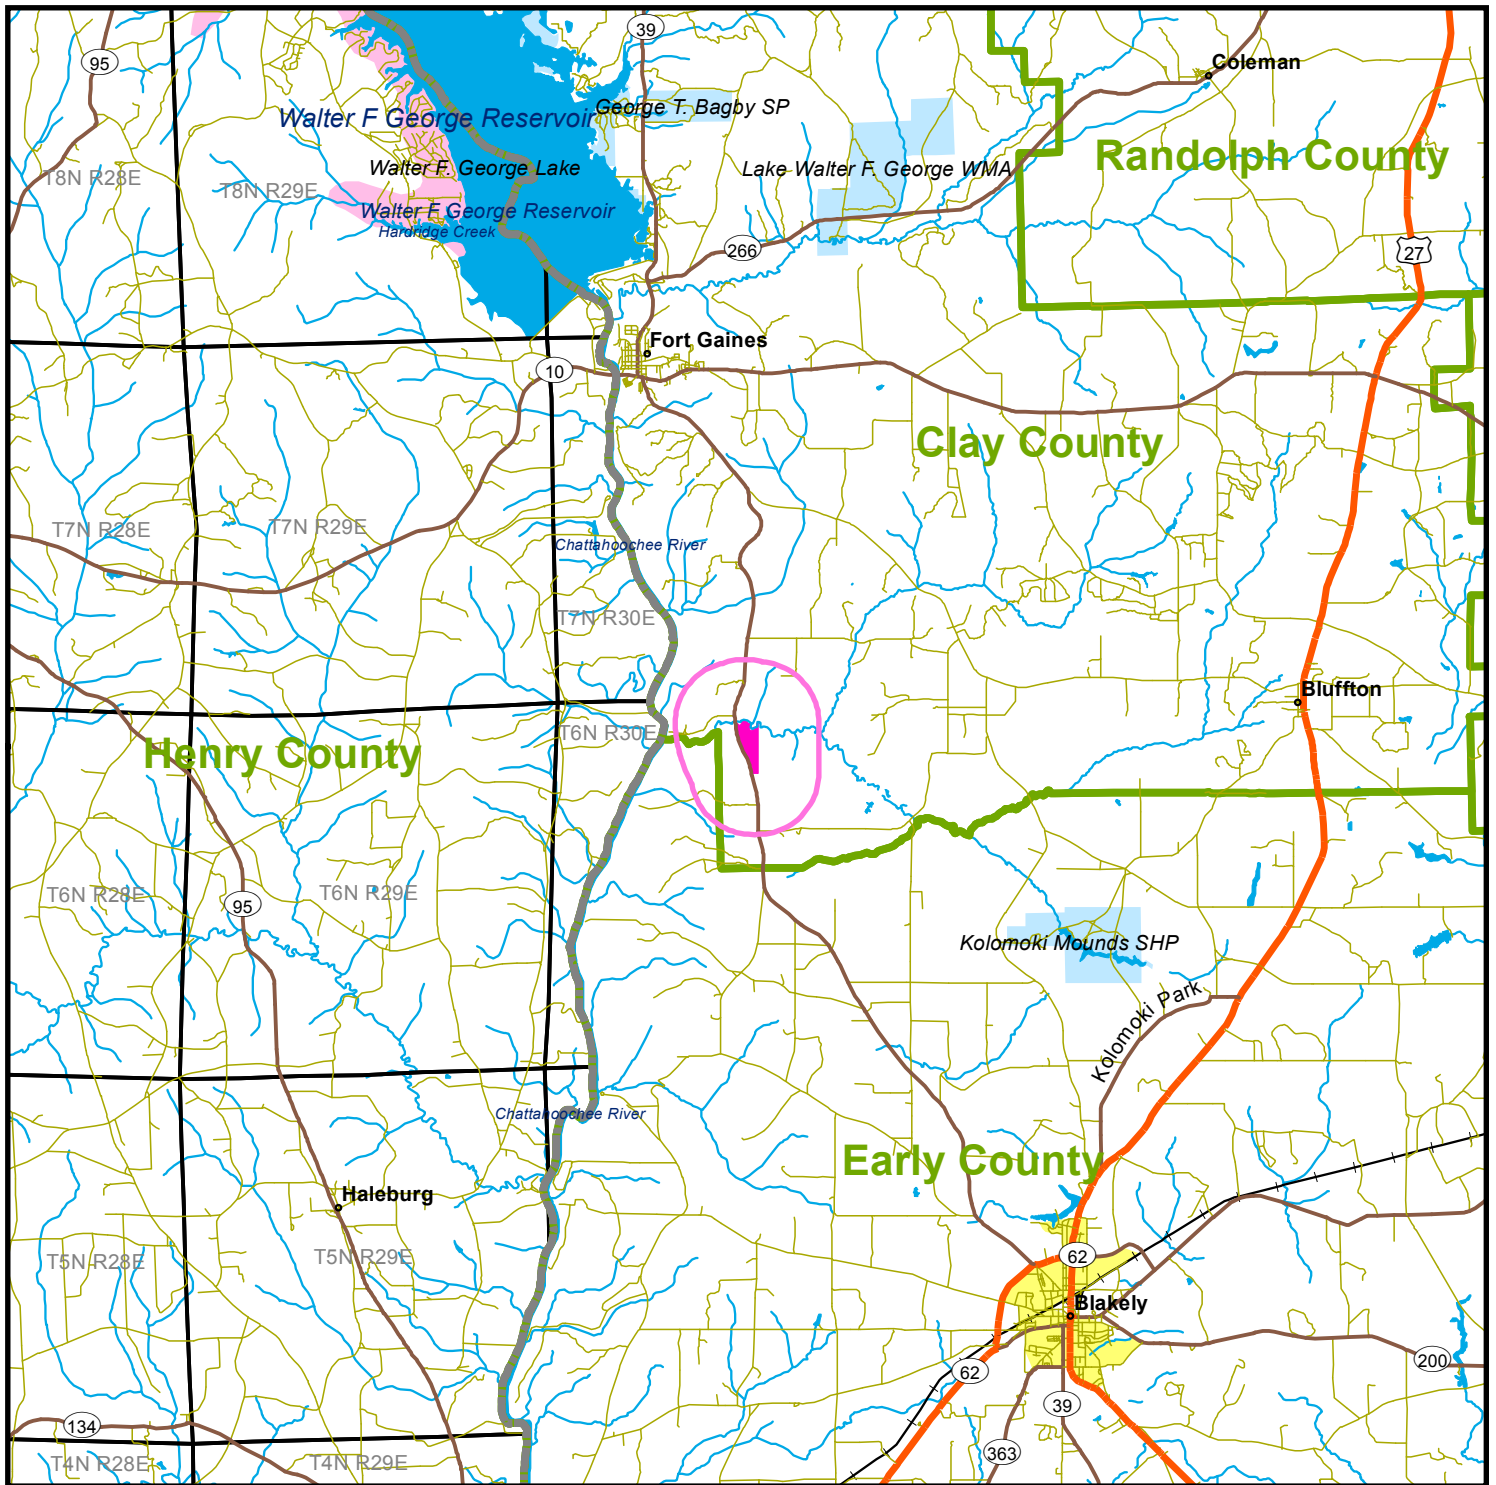 39
95
Coleman
George T. Bagby SP
Walter F George Reservoir
Randolph County
Walter F. George Lake
Lake Walter F. George WMA
T8N R28E
T8N R29E
Walter F George Reservoir
Hardridge Creek
266
27
Fort Gaines
10
Clay County
T7N R28E
T7N R29E
Chattahoochee River
T7N R30E
Bluffton
T6N R30E
Henry County
T6N R28E
T6N R29E
95
Kolomoki Mounds SHP
Kolomoki Park
Chattahoochee River
Early County
Haleburg
T5N R28E
T5N R29E
62
Blakely
200
62
39
134
363
T4N R28E
T4N R29E